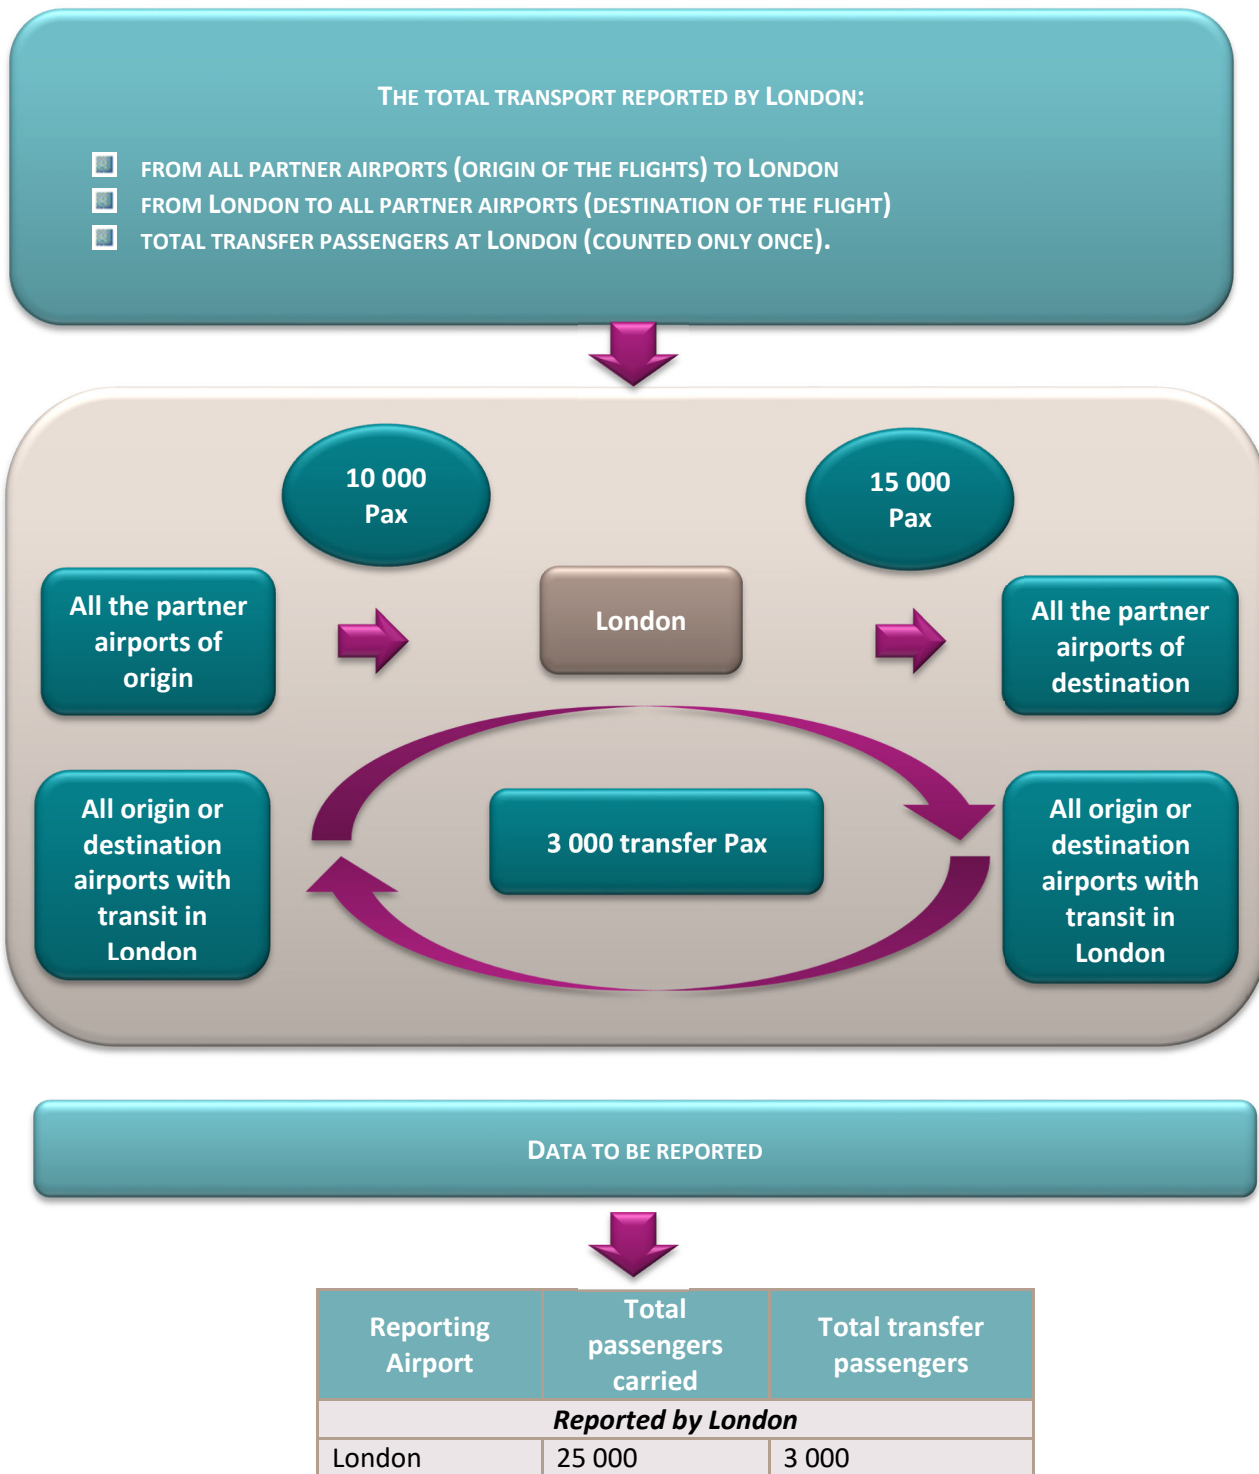 THE TOTAL TRANSPORT REPORTED BY LONDON:
FROM ALL PARTNER AIRPORTS (ORIGIN OF THE FLIGHTS) TO LONDON
FROM LONDON TO ALL PARTNER AIRPORTS (DESTINATION OF THE FLIGHT)
TOTAL TRANSFER PASSENGERS AT LONDON (COUNTED ONLY ONCE).
10 000
Pax
15 000
Pax
All the partner
airports of
origin
London
All the partner
airports of
destination
All origin or
destination
airports with
transit in
London
3 000 transfer Pax
All origin or
destination
airports with
transit in
London
DATA TO BE REPORTED
Reporting
Airport
Total
passengers
carried
Total transfer
passengers
Reported by London
London 25 000 3 000